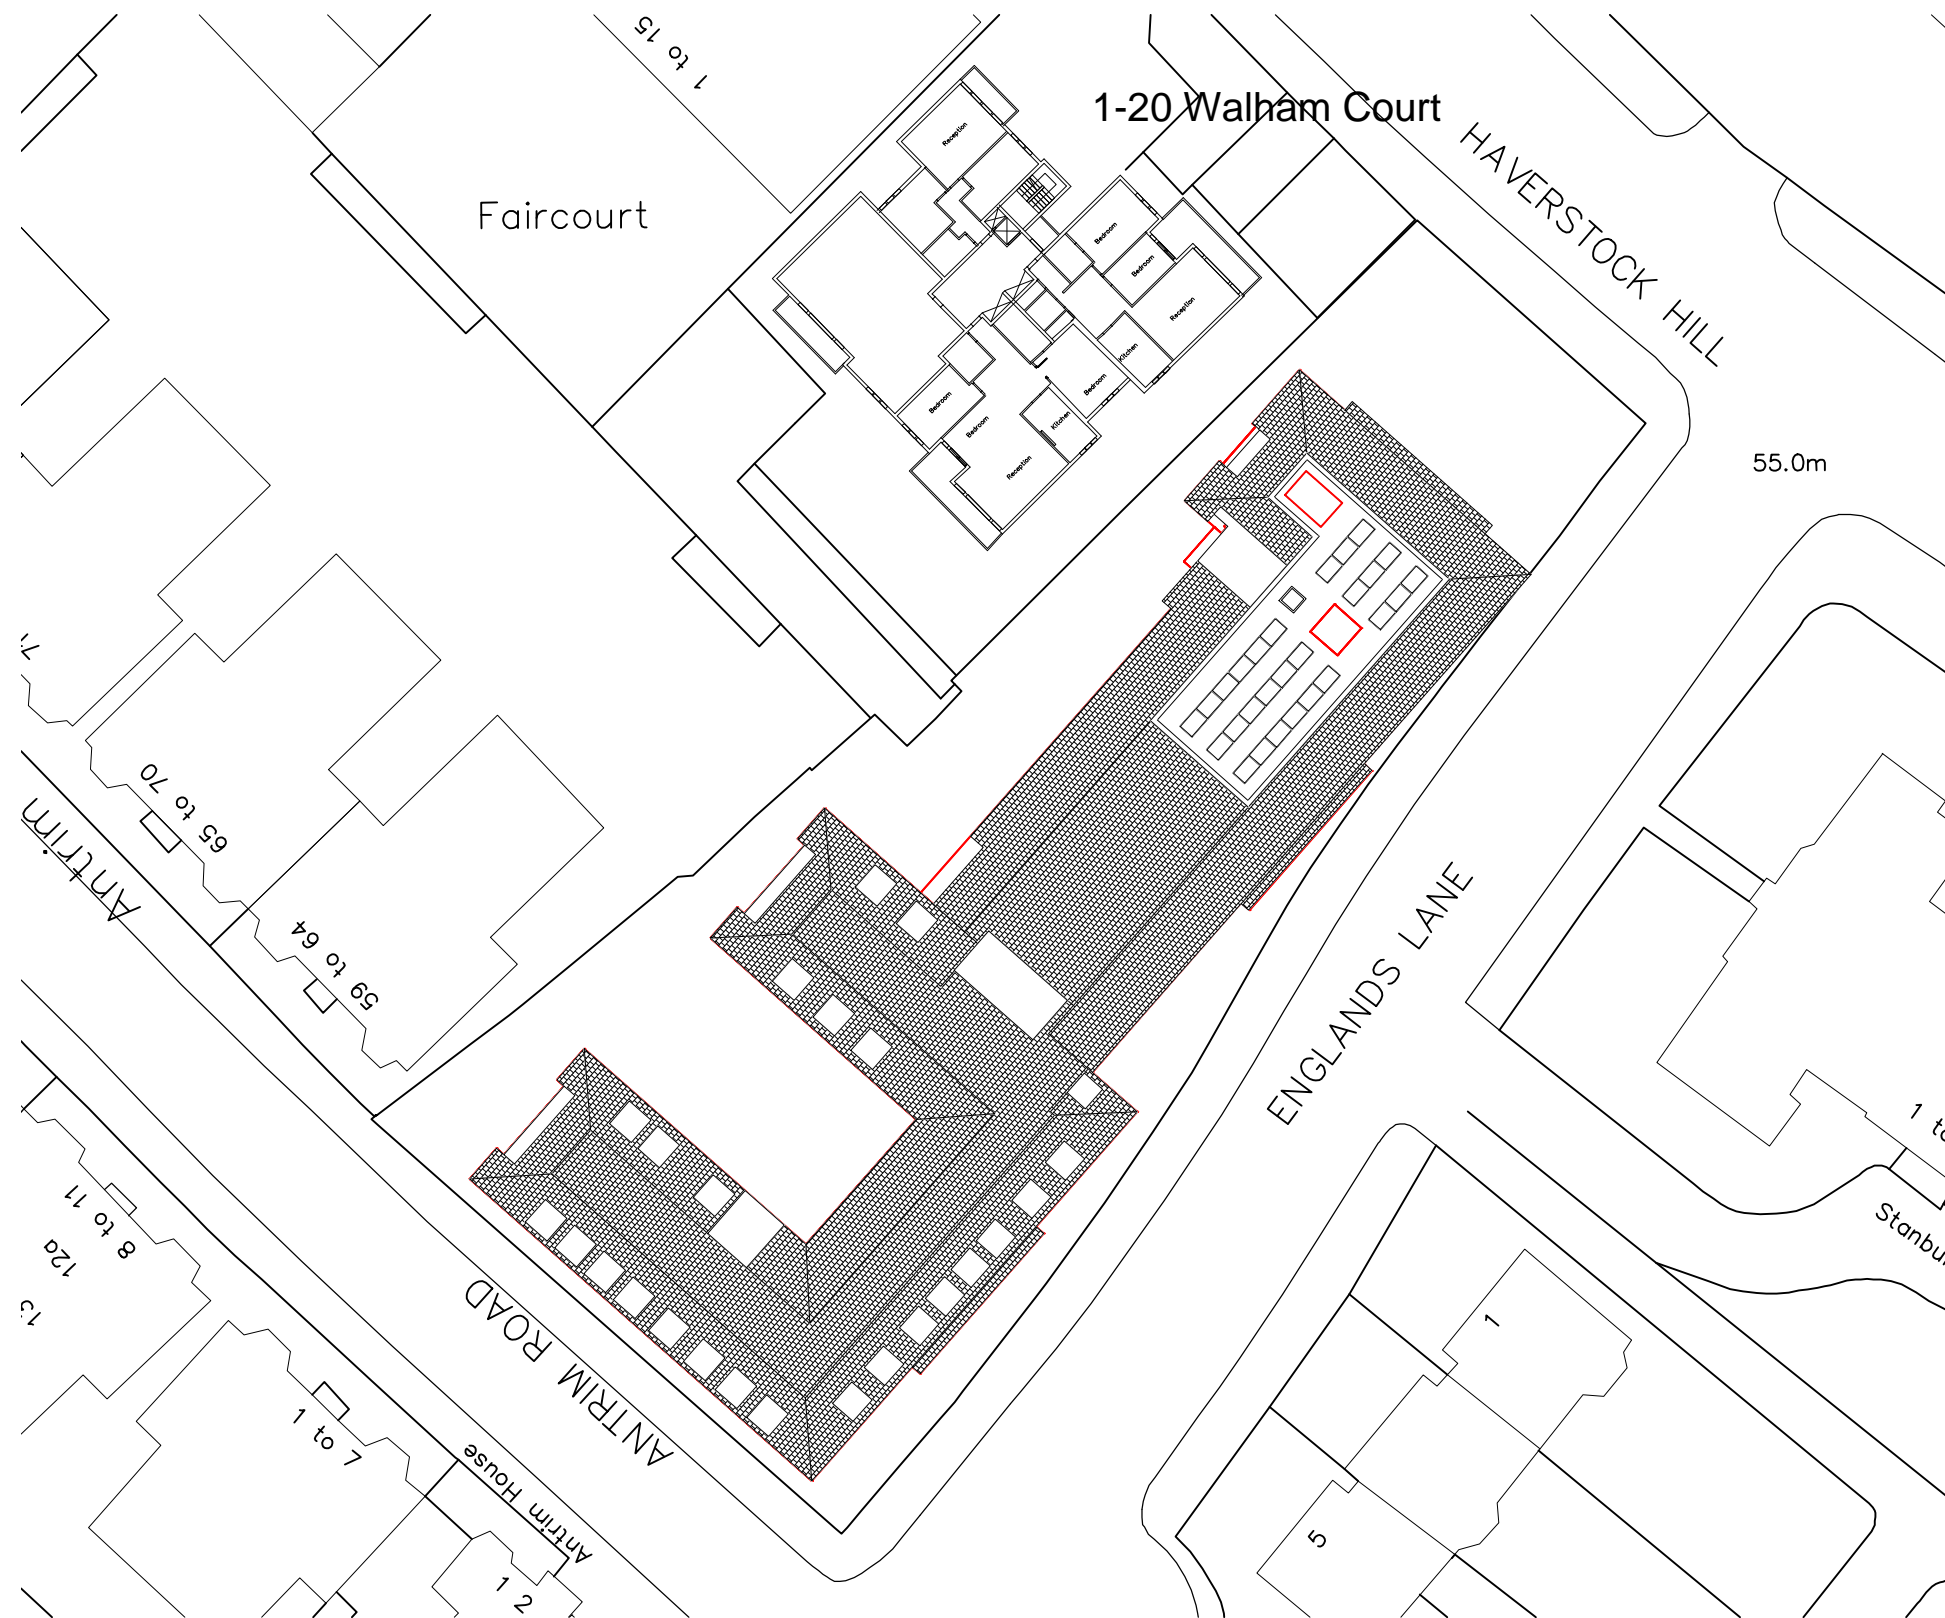 1 to 15
1-20 Walham Court
HAVERSTOCK HILL
Faircourt
Reception
Bedroom
Bedroom
Reception
Kitchen
Bedroom
Bedroom
Kitchen
Bedroom
Reception
55.0m
65 to 70
Antrim
59 to 64
ENGLANDS LANE
8 to 11
12a
ANTRIM ROAD
1 to 7
Antrim House
1 2
1
5